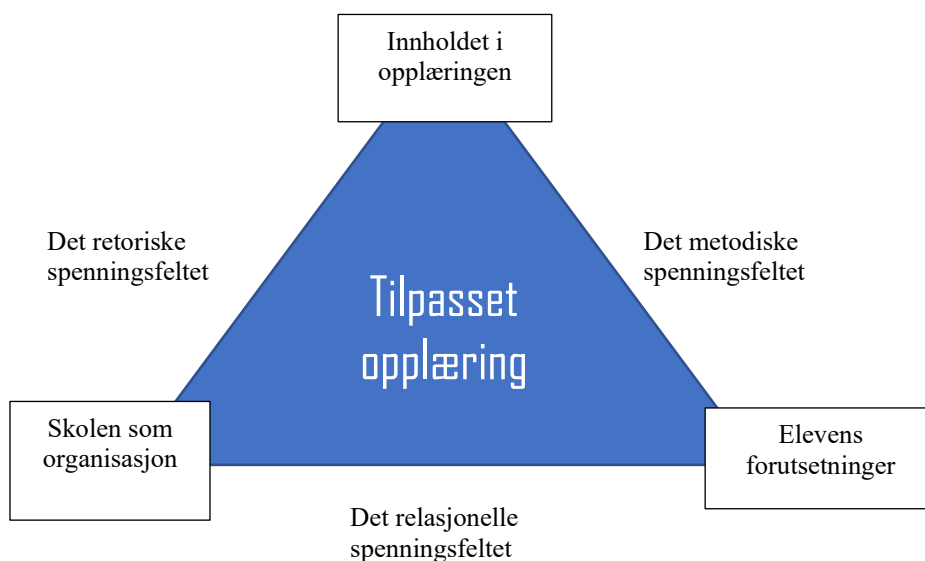 Innholdet i
opplæringen
Det retoriske
spenningsfeltet
Det metodiske
spenningsfeltet
Tilpasset
opplæring
Skolen som
organisasjon
Elevens
forutsetninger
Det relasjonelle
spenningsfeltet